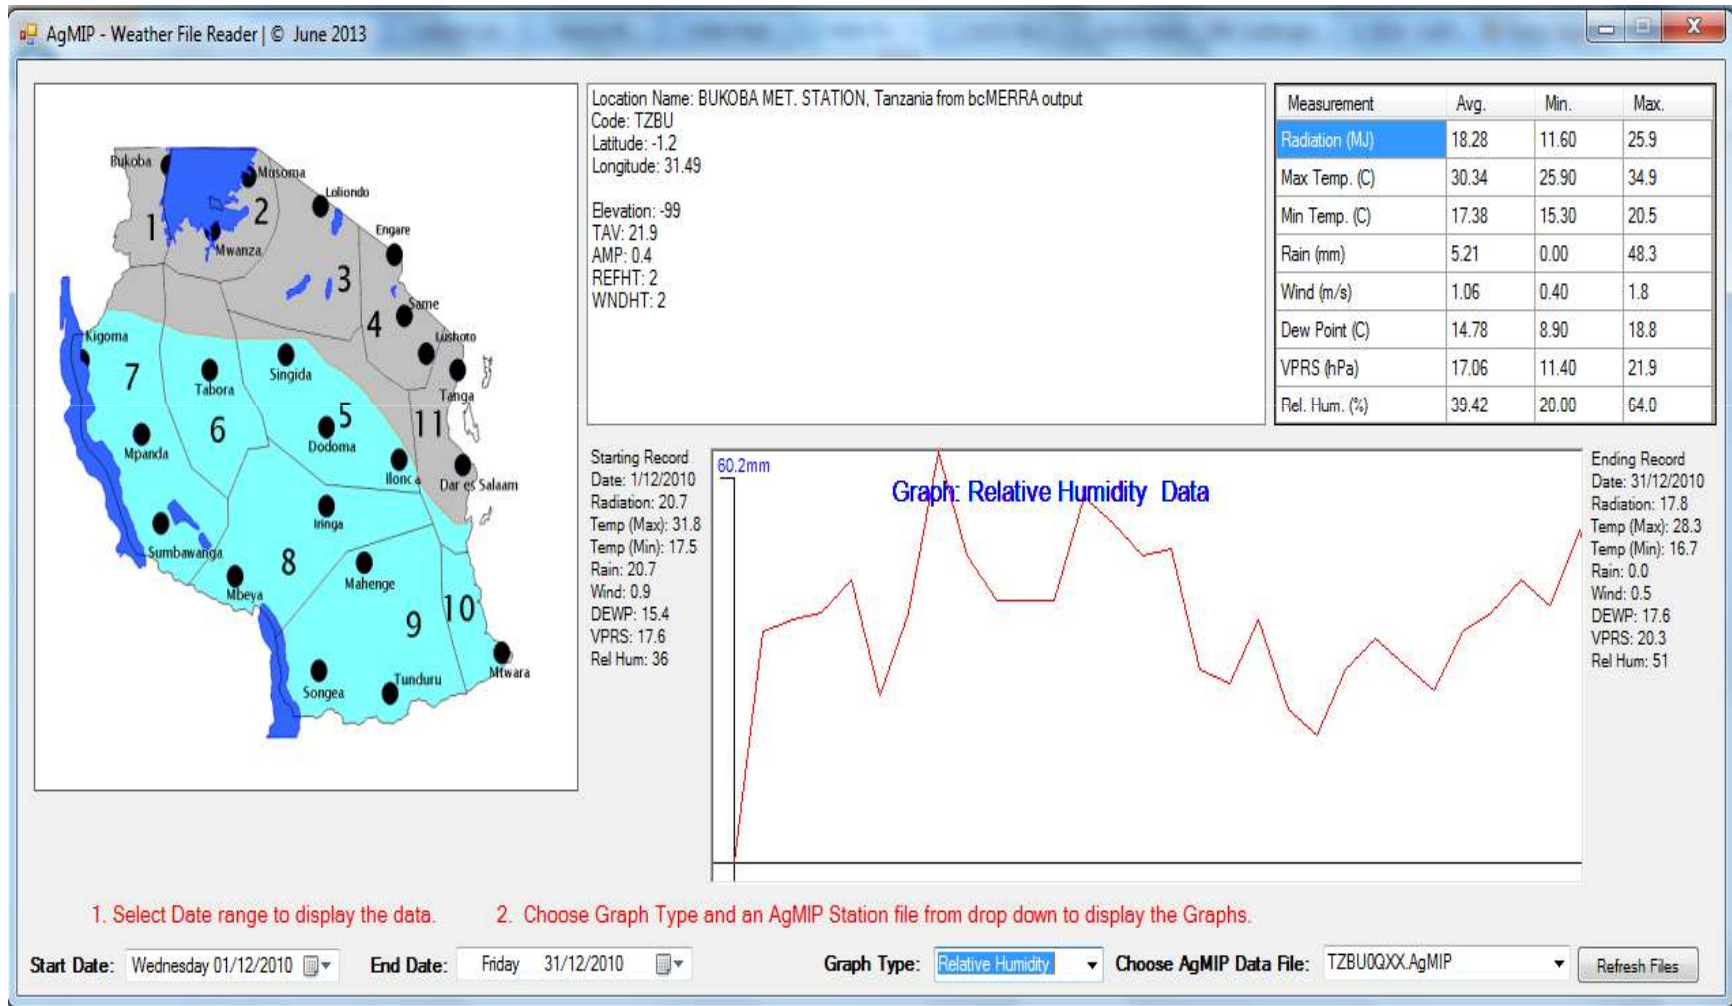 AgMIP - Weather File Reader | © June 2013
Bukoba
Musoma
Loliondo
1
2
Engare
Mwanza
3
Same
4
Lushoto
Kigoma
7
Tabora
Singida
Tanga
6
5
11
Mpanda
Dodoma
Ilonca
Dar es Salaam
Iringa
Sumbawanga
8
Mahenge
Mbeya
10
9
Mtwara
Songea
Tunduru
Location Name: BUKOBA MET. STATION, Tanzania from bcMERRA output
Code: TZBU
Latitude: -1.2
Longitude: 31.49
Elevation: -99
TAV: 21.9
AMP: 0.4
REFHT: 2
WNDHT: 2
Measurement Avg. Min. Max.
Radiation (MJ) 18.28 11.60 25.9
Max Temp. (C) 30.34 25.90 34.9
Min Temp. (C) 17.38 15.30 20.5
Rain (mm) 5.21 0.00 48.3
Wind (m/s) 1.06 0.40 1.8
Dew Point (C) 14.78 8.90 18.8
VPRS (hPa) 17.06 11.40 21.9
Rel. Hum. (%) 39.42 20.00 64.0
Starting Record
Date: 1/12/2010
Radiation: 20.7
Temp (Max): 31.8
Temp (Min): 17.5
Rain: 20.7
Wind: 0.9
DEWP: 15.4
VPRS: 17.6
Rel Hum: 36
60.2mm
Graph: Relative Humidity Data
Ending Record
Date: 31/12/2010
Radiation: 17.8
Temp (Max): 28.3
Temp (Min): 16.7
Rain: 0.0
Wind: 0.5
DEWP: 17.6
VPRS: 20.3
Rel Hum: 51
1. Select Date range to display the data. 2. Choose Graph Type and an AgMIP Station file from drop down to display the Graphs.
Start Date: Wednesday 01/12/2010 End Date: Friday 31/12/2010 Graph Type: Relative Humidity Choose AgMIP Data File: TZBU0QXX.AgMIP Refresh Files